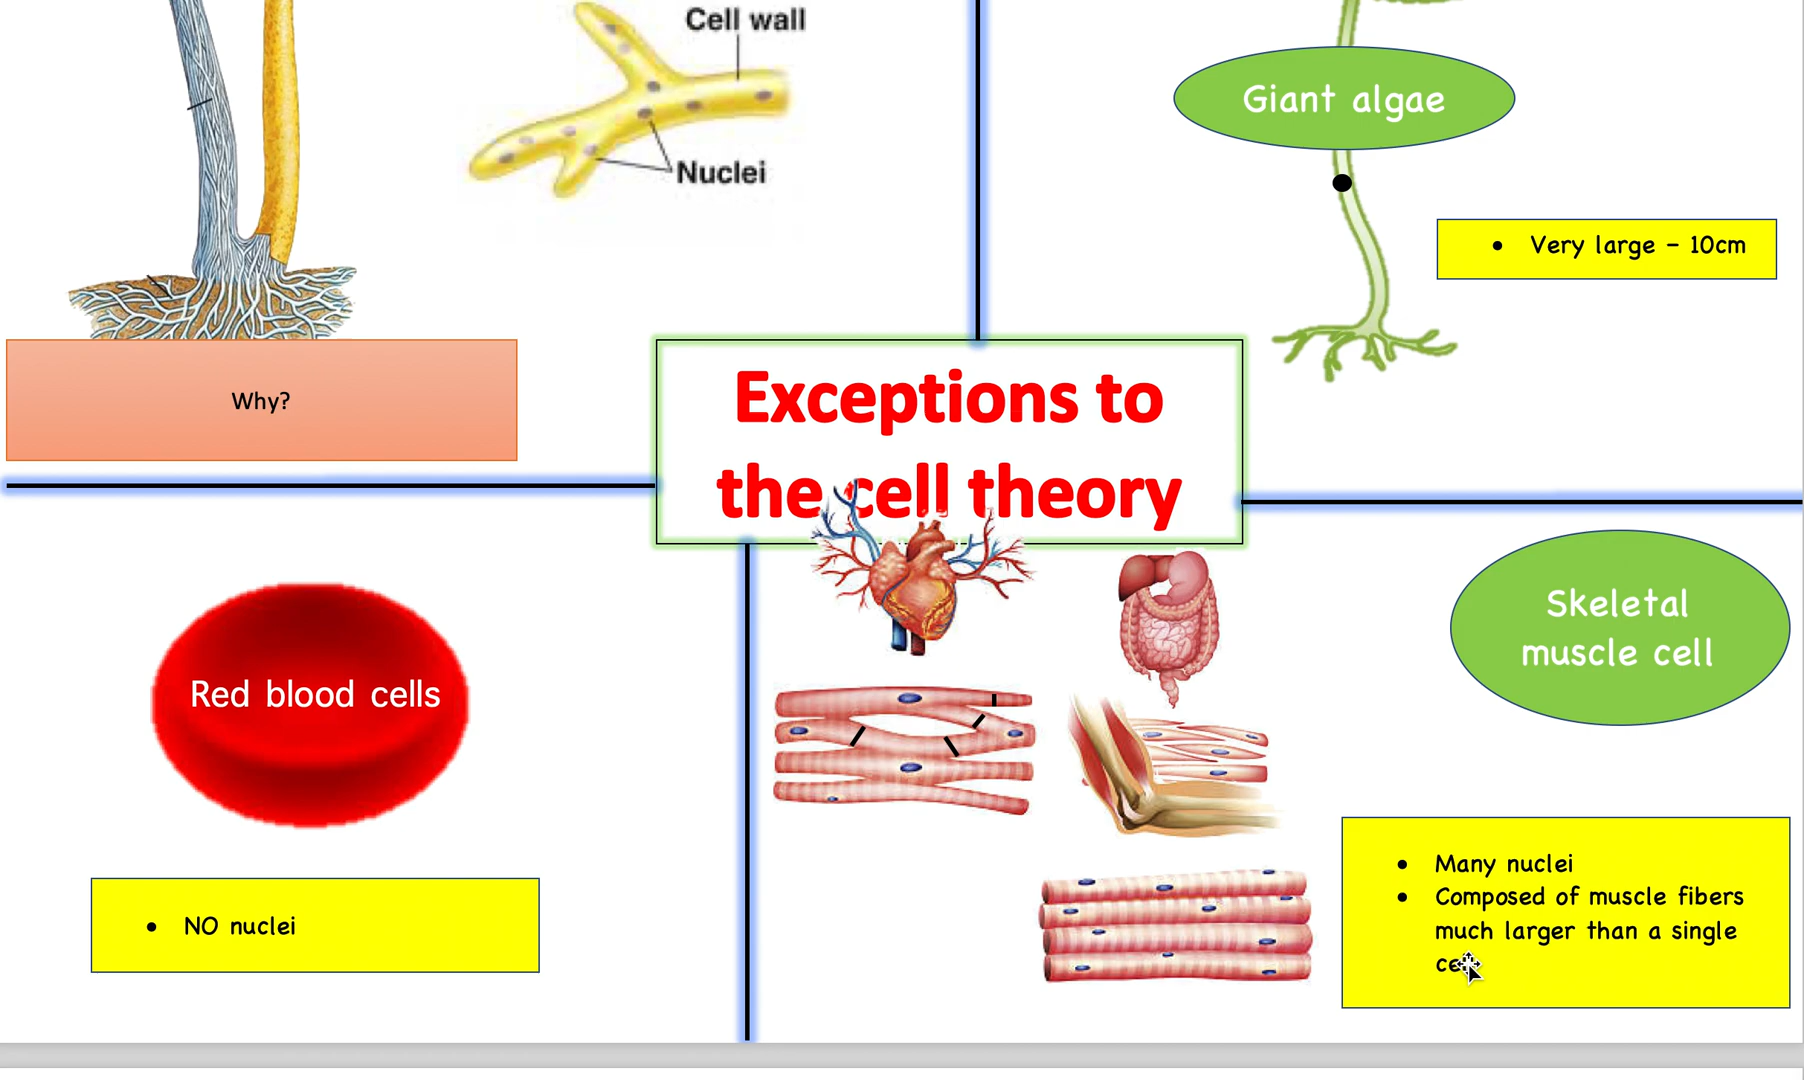 Cell wall
Nuclei
Giant algae
• Very large – 10cm
Why?
Exceptions to
the cell theory
Red blood cells
• NO nuclei
Skeletal
muscle cell
• Many nuclei
• Composed of muscle fibers
much larger than a single